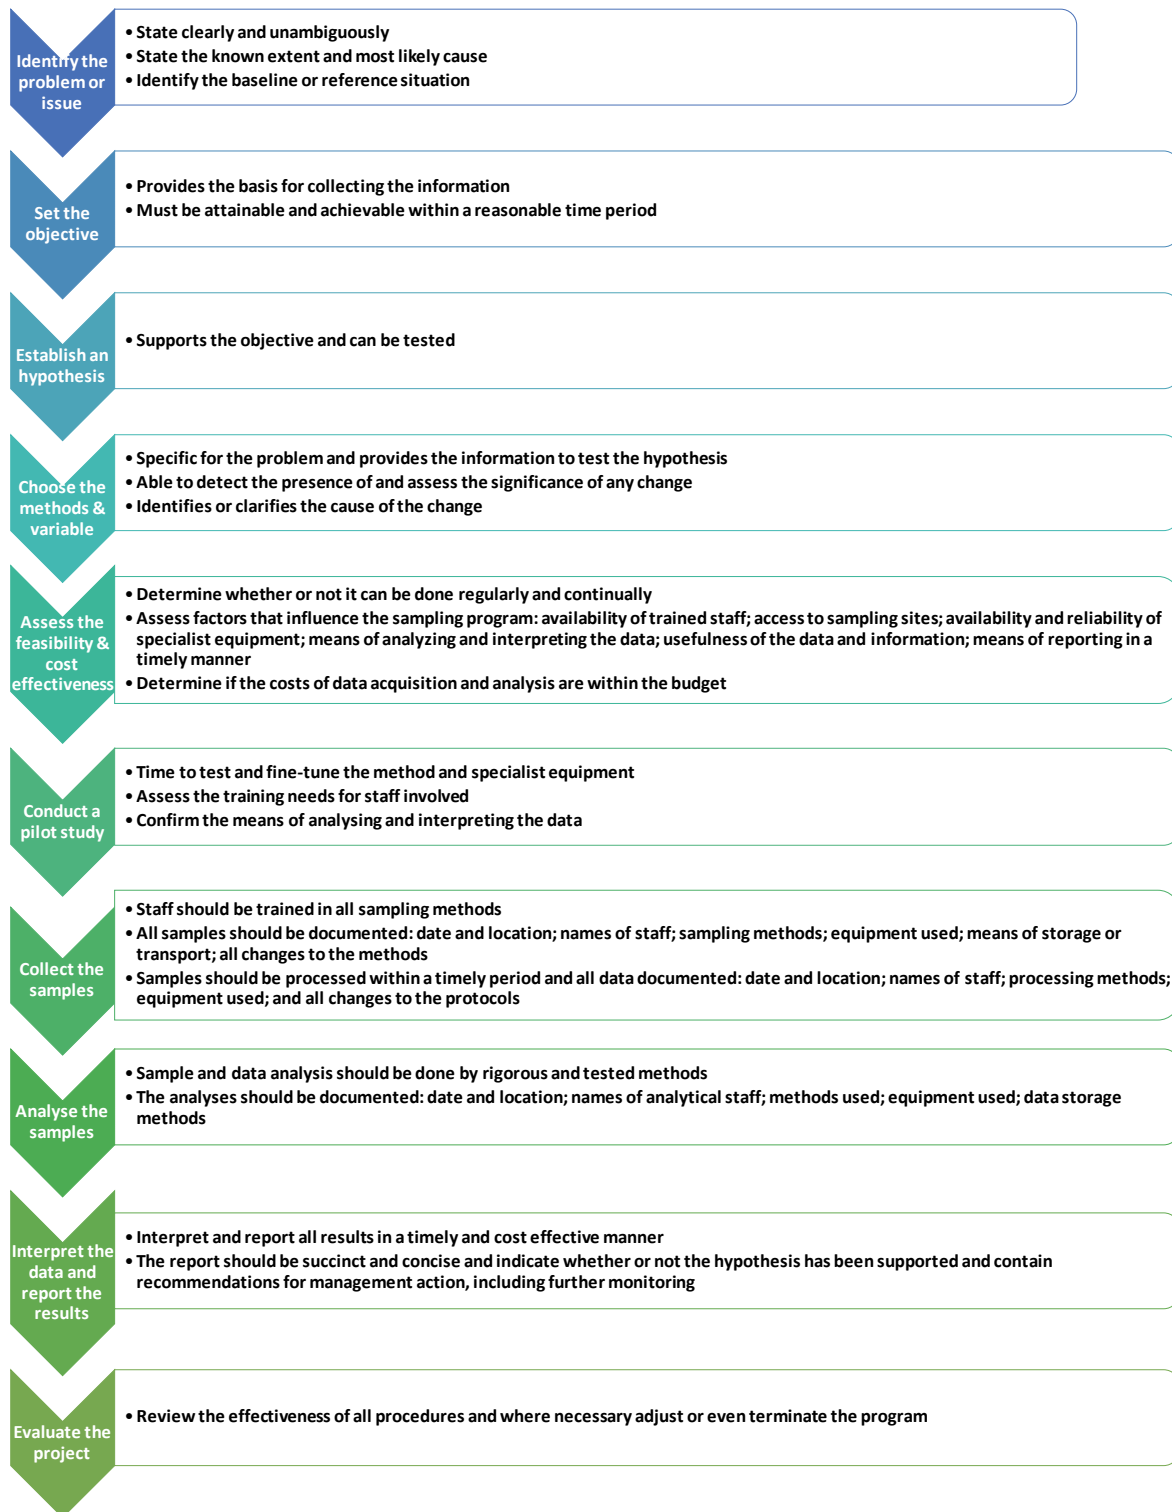 Identify the
problem or
issue
• State clearly and unambiguously
• State the known extent and most likely cause
• Identify the baseline or reference situation
Set the
objective
• Provides the basis for collecting the information
• Must be attainable and achievable within a reasonable time period
Establish an
hypothesis
• Supports the objective and can be tested
Choose the
methods &
variable
• Specific for the problem and provides the information to test the hypothesis
• Able to detect the presence of and assess the significance of any change
• Identifies or clarifies the cause of the change
Assess the
feasibility &
cost
effectiveness
• Determine whether or not it can be done regularly and continually
• Assess factors that influence the sampling program: availability of trained staff; access to sampling sites; availability and reliability of
specialist equipment; means of analyzing and interpreting the data; usefulness of the data and information; means of reporting in a
timely manner
• Determine if the costs of data acquisition and analysis are within the budget
Conduct a
pilot study
• Time to test and fine-tune the method and specialist equipment
• Assess the training needs for staff involved
• Confirm the means of analysing and interpreting the data
Collect the
samples
• Staff should be trained in all sampling methods
• All samples should be documented: date and location; names of staff; sampling methods; equipment used; means of storage or
transport; all changes to the methods
• Samples should be processed within a timely period and all data documented: date and location; names of staff; processing methods;
equipment used; and all changes to the protocols
Analyse the
samples
• Sample and data analysis should be done by rigorous and tested methods
• The analyses should be documented: date and location; names of analytical staff; methods used; equipment used; data storage
methods
Interpret the
data and
report the
results
• Interpret and report all results in a timely and cost effective manner
• The report should be succinct and concise and indicate whether or not the hypothesis has been supported and contain
recommendations for management action, including further monitoring
Evaluate the
project
• Review the effectiveness of all procedures and where necessary adjust or even terminate the program